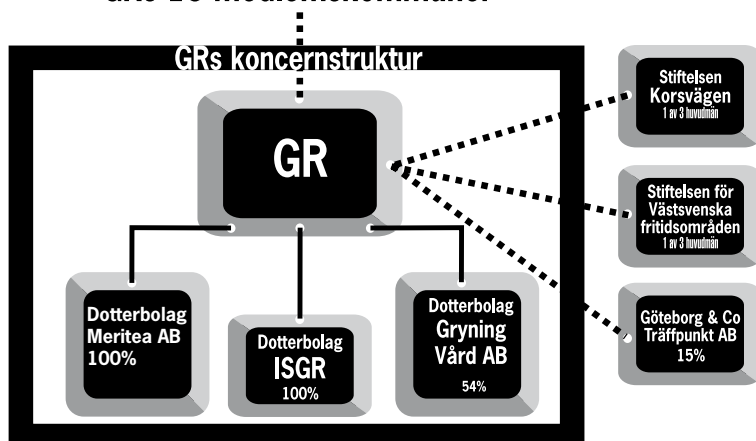 GRs koncernstruktur
GR
Dotterbolag
Meritea AB
100%
Dotterbolag
ISGR
100%
Dotterbolag
Gryning
Vård AB
54%
Stiftelsen
Korsvägen
1 av 3 huvudmän
Stiftelsen för
Västsvenska
fritidsområden
1 av 3 huvudmän
Göteborg & Co
Träffpunkt AB
15%